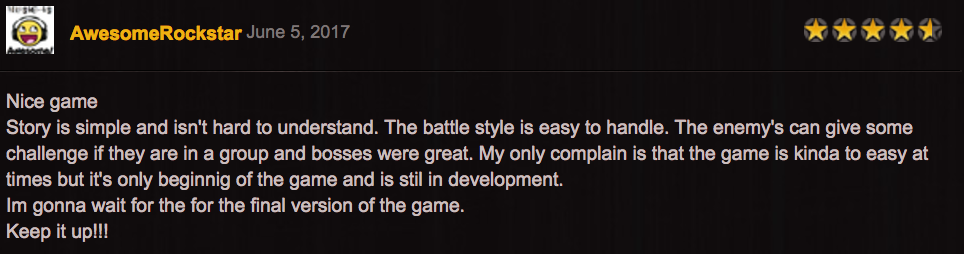 AwesomeRockstar June 5, 2017
Nice game
Story is simple and isn't hard to understand. The battle style is easy to handle. The enemy's can give some
challenge if they are in a group and bosses were great. My only complain is that the game is kinda to easy at
times but it's only beginnig of the game and is stil in development.
Im gonna wait for the for the final version of the game.
Keep it up!!!